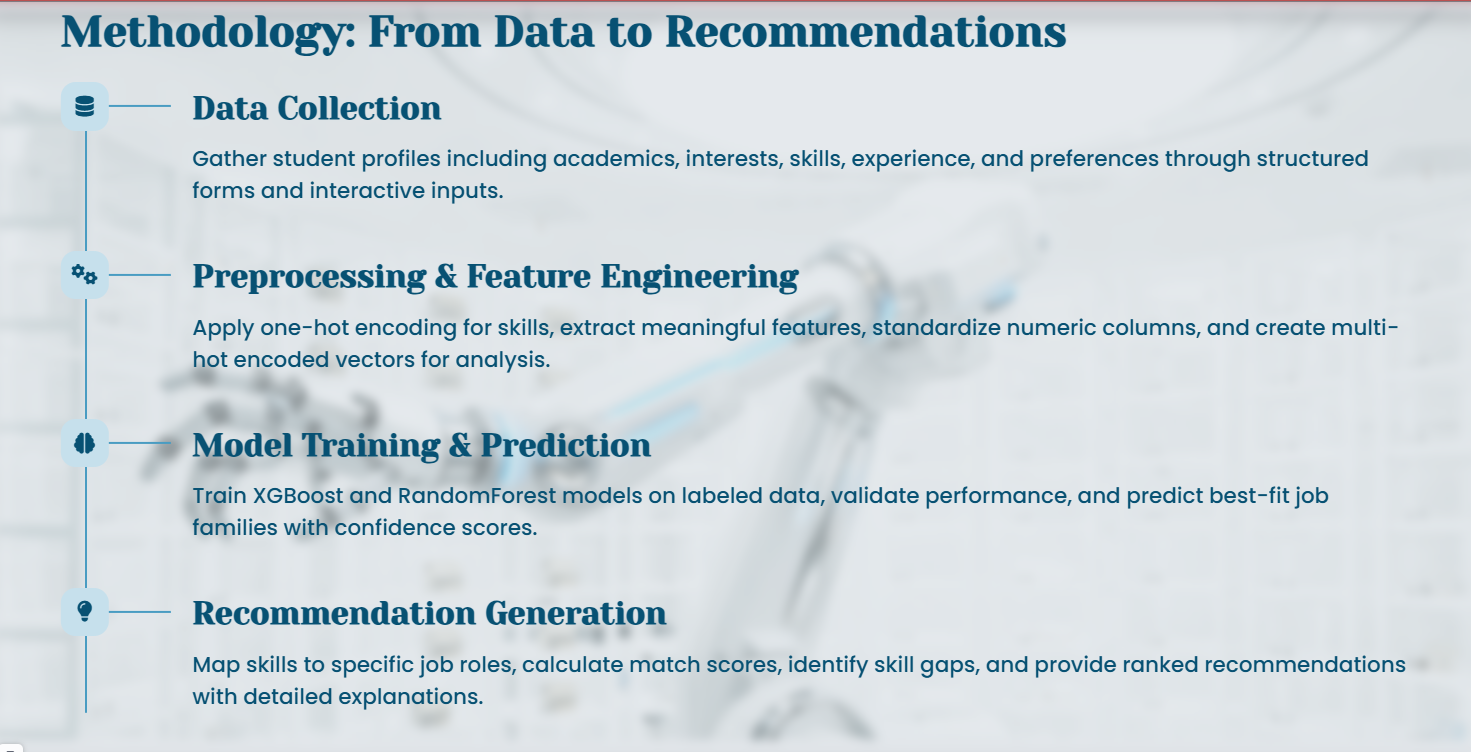 Methodology: From Data to Recommendations
Data Collection
Gather student profiles including academics, interests, skills, experience, and preferences through structured
forms and interactive inputs.
Preprocessing & Feature Engineering
Apply one-hot encoding for skills, extract meaningful features, standardize numeric columns, and create multi-
hot encoded vectors for analysis.
Model Training & Prediction
Train XGBoost and RandomForest models on labeled data, validate performance, and predict best-fit job
families with confidence scores.
Recommendation Generation
Map skills to specific job roles, calculate match scores, identify skill gaps, and provide ranked recommendations
with detailed explanations.